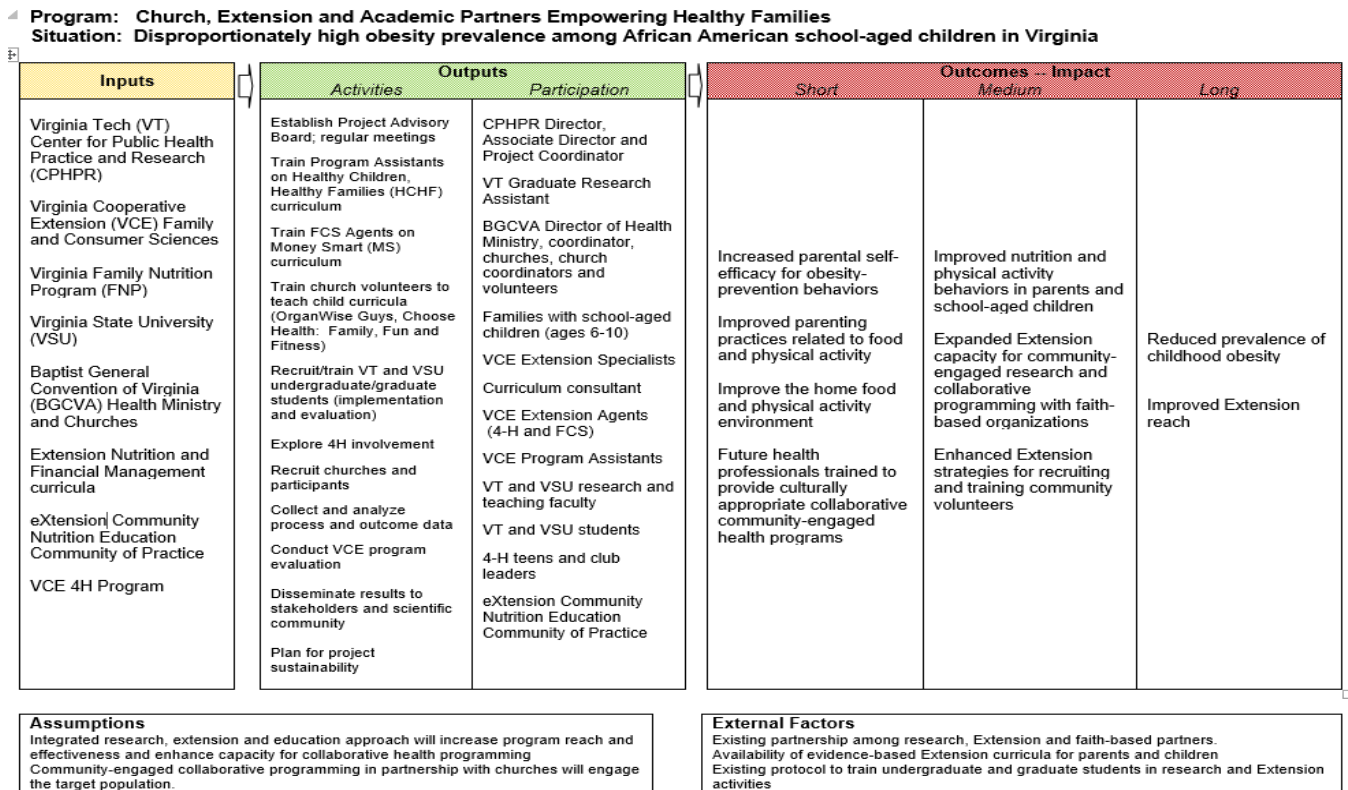 Program: Church, Extension and Academic Partners Empowering Healthy Families
Situation: Disproportionately high obesity prevalence among African American school-aged children in Virginia
Inputs
Virginia Tech (VT)
Center for Public Health
Practice and Research
(CPHPR)
Virginia Cooperative
Extension (VCE) Family
and Consumer Sciences
Virginia Family Nutrition
Program (FNP)
Virginia State University
(VSU)
Baptist General
Convention of Virginia
(BGCVA) Health Ministry
and Churches
Extension Nutrition and
Financial Management
curricula
eXtension Community
Nutrition Education
Community of Practice
VCE 4H Program
Outputs
Activities
Establish Project Advisory
Board; regular meetings
Train Program Assistants
on Healthy Children,
Healthy Families (HCHF)
curriculum
Train FCS Agents on
Money Smart (MS)
curriculum
Train church volunteers to
teach child curricula
(OrganWise Guys, Choose
Health: Family, Fun and
Fitness)
Recruit/train VT and VSU
undergraduate/graduate
students (implementation
and evaluation)
Explore 4H involvement
Recruit churches and
participants
Collect and analyze
process and outcome data
Conduct VCE program
evaluation
Disseminate results to
stakeholders and scientific
community
Plan for project
sustainability
Participation
CPHPR Director,
Associate Director and
Project Coordinator
VT Graduate Research
Assistant
BGCVA Director of Health
Ministry, coordinator,
churches, church
coordinators and
volunteers
Families with school-aged
children (ages 6-10)
VCE Extension Specialists
Curriculum consultant
VCE Extension Agents
(4-H and FCS)
VCE Program Assistants
VT and VSU research and
teaching faculty
VT and VSU students
4-H teens and club
leaders
eXtension Community
Nutrition Education
Community of Practice
Outcomes -- Impact
Short
Increased parental self-
efficacy for obesity-
prevention behaviors
Improved parenting
practices related to food
and physical activity
Improve the home food
and physical activity
environment
Future health
professionals trained to
provide culturally
appropriate collaborative
community-engaged
health programs
Medium
Improved nutrition and
physical activity
behaviors in parents and
school-aged children
Expanded Extension
capacity for community-
engaged research and
collaborative
programming with faith-
based organizations
Enhanced Extension
strategies for recruiting
and training community
volunteers
Long
Reduced prevalence of
childhood obesity
Improved Extension
reach
Assumptions
Integrated research, extension and education approach will increase program reach and
effectiveness and enhance capacity for collaborative health programming
Community-engaged collaborative programming in partnership with churches will engage
the target population.
External Factors
Existing partnership among research, Extension and faith-based partners.
Availability of evidence-based Extension curricula for parents and children
Existing protocol to train undergraduate and graduate students in research and Extension
activities